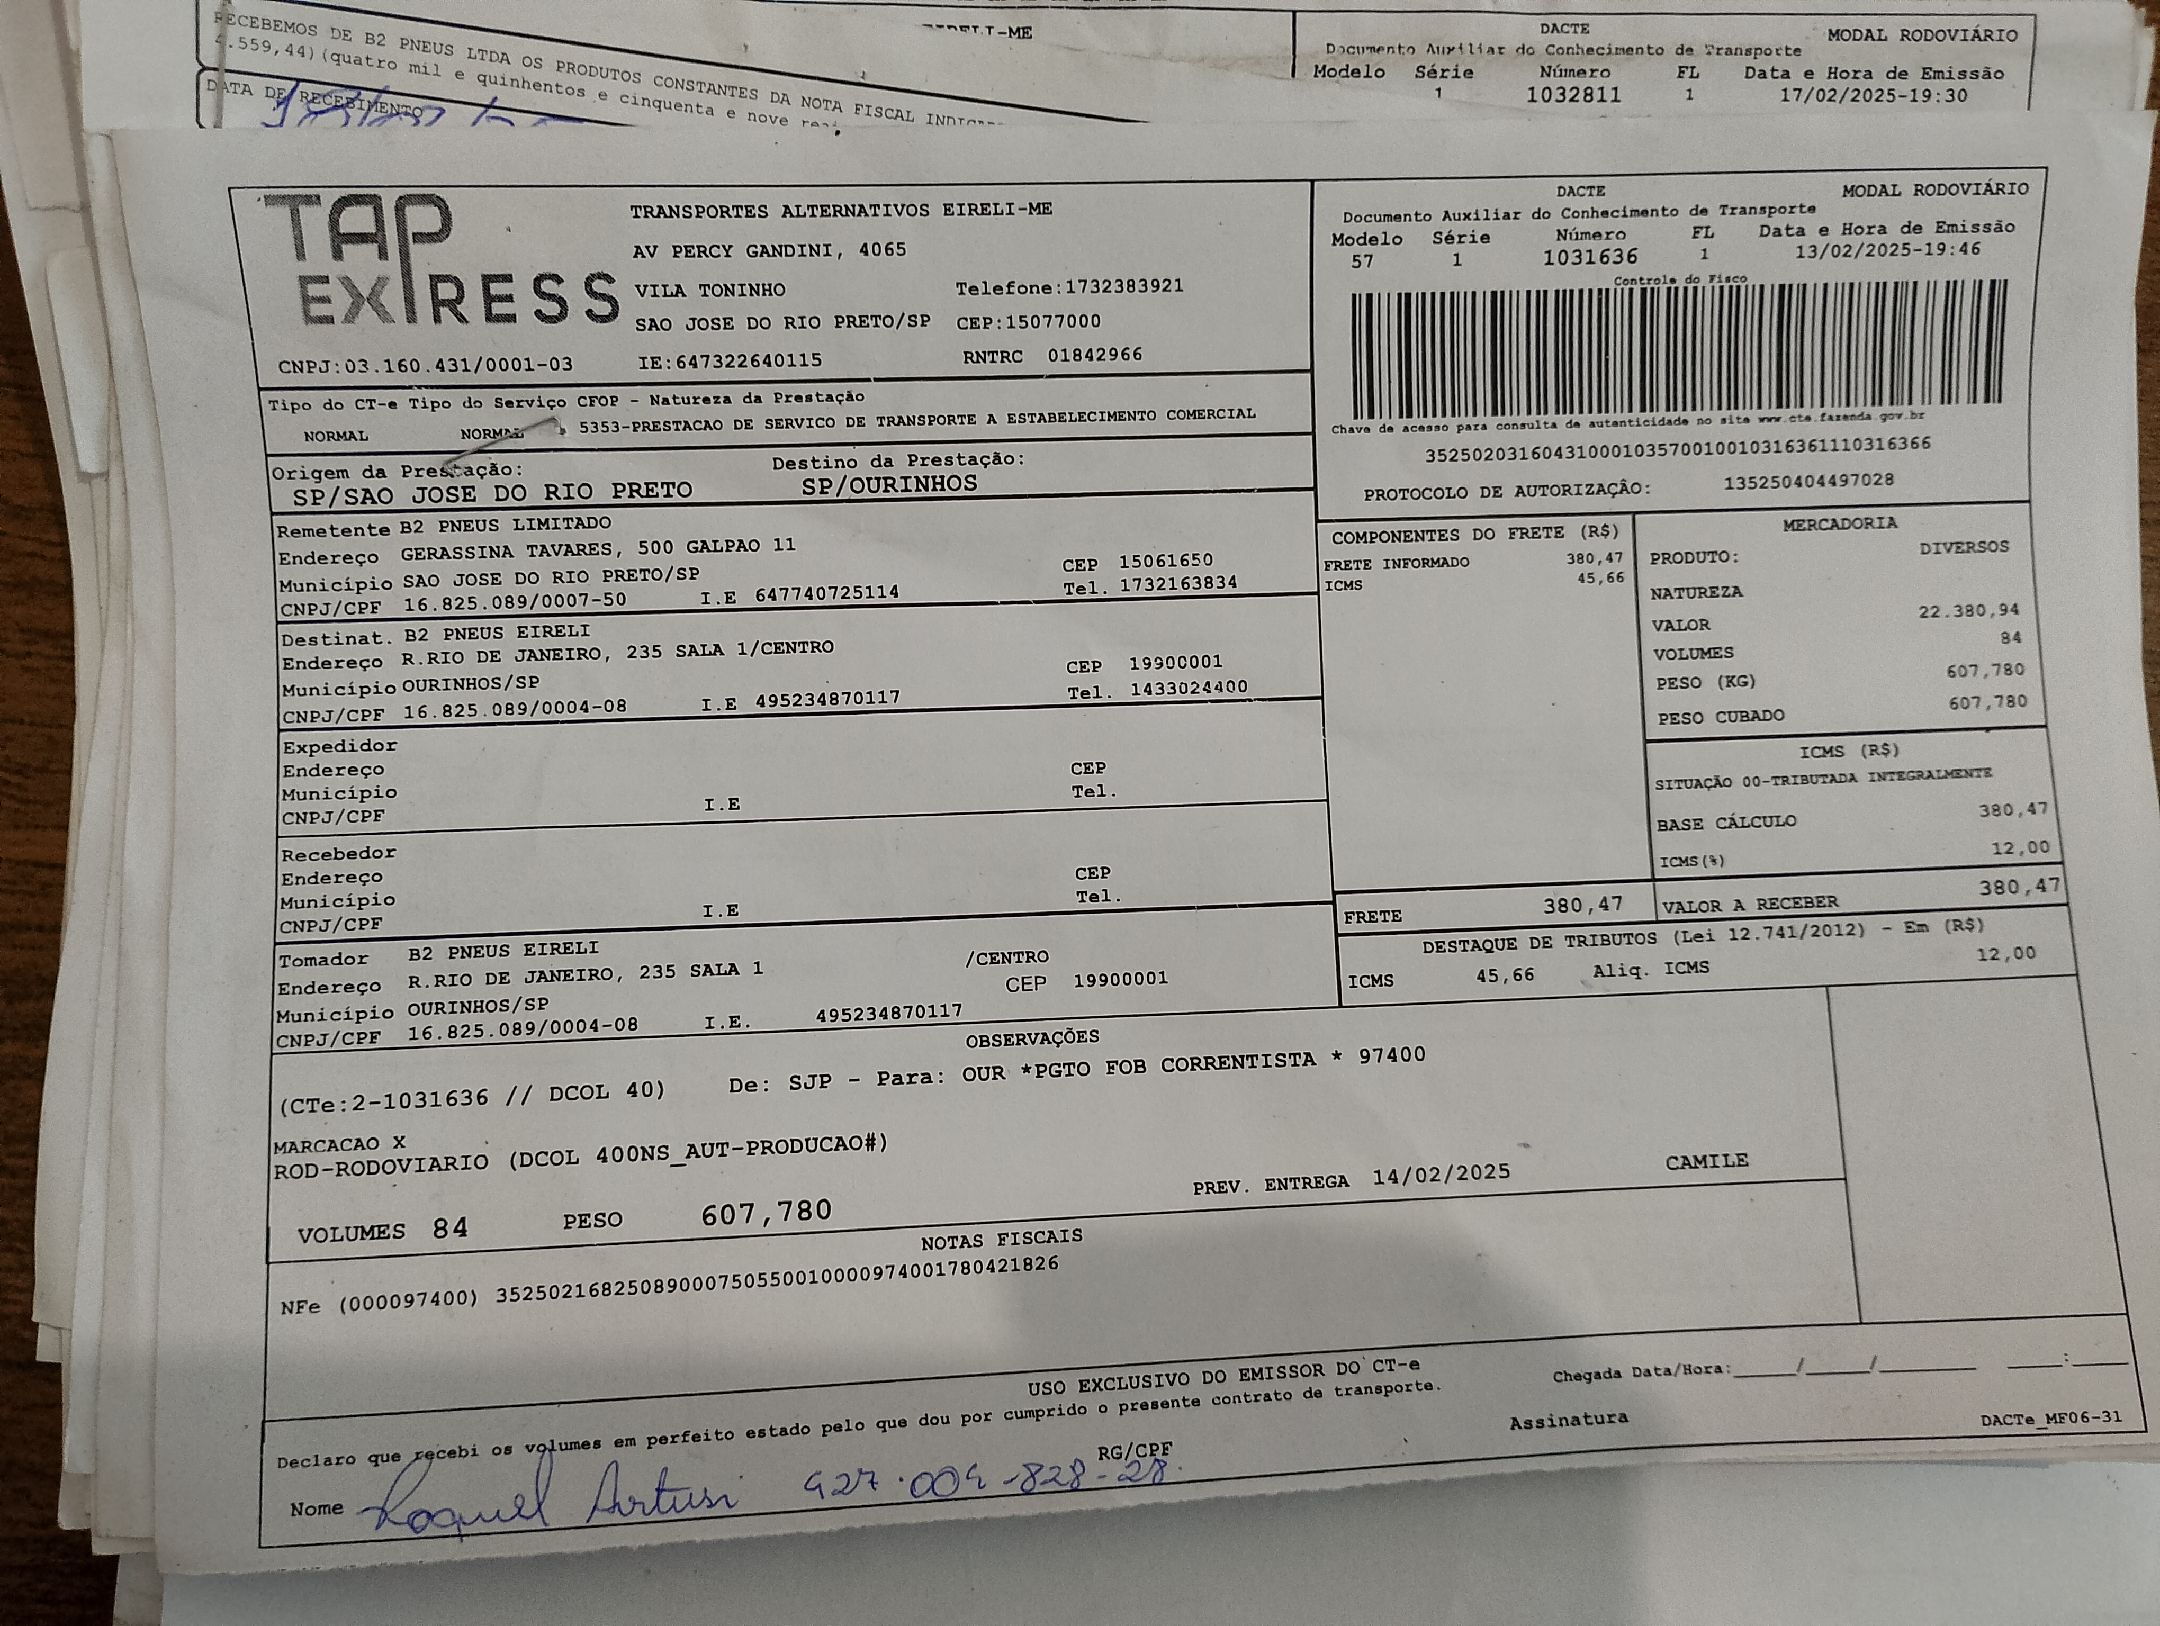 RECEBEMOS DE B2 PNEUS LTDA OS PRODUTOS CONSTANTES DA NOTA FISCAL
4.559,44)(quatro mil e quinhentos e cinquenta e nove
DATA DE RECEBIMENTO
EIRELI-ME
DACTE MODAL RODOVIÁRIO
Documento Auxiliar do Conhecimento de Transporte
Modelo Série Número FL Data e Hora de Emissão
1 1032811 1 17/02/2025-19:30
TAP EXPRESS
TRANSPORTES ALTERNATIVOS EIRELI-ME
AV PERCY GANDINI, 4065
VILA TONINHO Telefone:1732383921
SAO JOSE DO RIO PRETO/SP CEP:15077000
CNPJ:03.160.431/0001-03 IE:647322640115 RNTRC 01842966
DACTE MODAL RODOVIÁRIO
Documento Auxiliar do Conhecimento de Transporte
Modelo Série Número FL Data e Hora de Emissão
57 1 1031636 1 13/02/2025-19:46
Controle do Fisco
Chave de acesso para consulta de autenticidade no site www.cte.fazenda.gov.br
35250203160431000103570010010316361110316366
PROTOCOLO DE AUTORIZAÇÂO: 135250404497028
Tipo do CT-e Tipo do Serviço CFOP - Natureza da Prestação
NORMAL NORMAL 5353-PRESTACAO DE SERVICO DE TRANSPORTE A ESTABELECIMENTO COMERCIAL
Origem da Prestação: Destino da Prestação:
SP/SAO JOSE DO RIO PRETO SP/OURINHOS
Remetente B2 PNEUS LIMITADO
Endereço GERASSINA TAVARES, 500 GALPAO 11 CEP 15061650
Município SAO JOSE DO RIO PRETO/SP Tel. 1732163834
CNPJ/CPF 16.825.089/0007-50 I.E 647740725114
Destinat. B2 PNEUS EIRELI
Endereço R.RIO DE JANEIRO, 235 SALA 1/CENTRO CEP 19900001
Município OURINHOS/SP Tel. 1433024400
CNPJ/CPF 16.825.089/0004-08 I.E 495234870117
Expedidor
Endereço CEP
Município Tel.
CNPJ/CPF I.E
Recebedor
Endereço CEP
Município Tel.
CNPJ/CPF I.E
Tomador B2 PNEUS EIRELI
Endereço R.RIO DE JANEIRO, 235 SALA 1 /CENTRO
Município OURINHOS/SP CEP 19900001
CNPJ/CPF 16.825.089/0004-08 I.E. 495234870117
COMPONENTES DO FRETE (R$)
FRETE INFORMADO 380,47
ICMS 45,66
MERCADORIA
PRODUTO: DIVERSOS
NATUREZA
VALOR 22.380,94
VOLUMES 84
PESO (KG) 607,780
PESO CUBADO 607,780
ICMS (R$)
SITUAÇÃO 00-TRIBUTADA INTEGRALMENTE
BASE CÁLCULO 380,47
ICMS(%) 12,00
FRETE 380,47 VALOR A RECEBER 380,47
DESTAQUE DE TRIBUTOS (Lei 12.741/2012) - Em (R$)
ICMS 45,66 Aliq. ICMS 12,00
OBSERVAÇÕES
(CTe:2-1031636 // DCOL 40) De: SJP - Para: OUR *PGTO FOB CORRENTISTA * 97400
MARCACAO X
ROD-RODOVIARIO (DCOL 400NS_AUT-PRODUCAO#)
VOLUMES 84 PESO 607,780 PREV. ENTREGA 14/02/2025 CAMILE
NOTAS FISCAIS
NFe (000097400) 35250216825089000750550010000974001780421826
USO EXCLUSIVO DO EMISSOR DO CT-e
Declaro que recebi os volumes em perfeito estado pelo que dou por cumprido o presente contrato de transporte.
Chegada Data/Hora:_____/_____/________ ____:____
Nome Raquel Artusi RG/CPF 427.004-828-28 Assinatura DACTe_MF06-31